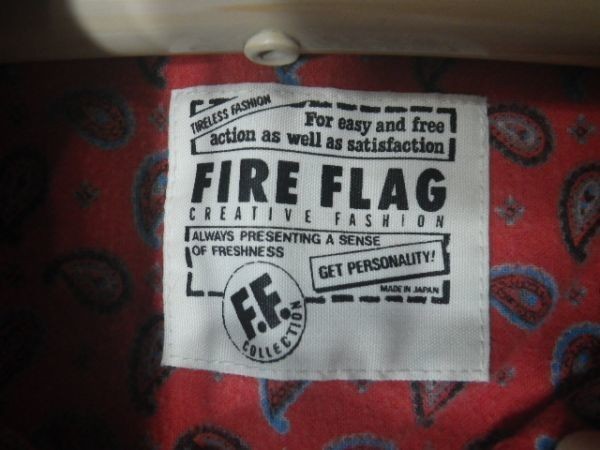 TIRELESS FASHION
For easy and free
action as well as satisfaction
FIRE FLAG
CREATIVE FASHION
ALWAYS PRESENTING A SENSE
OF FRESHNESS
GET PERSONALITY!
MADE IN JAPAN
F.F.
COLLECTION